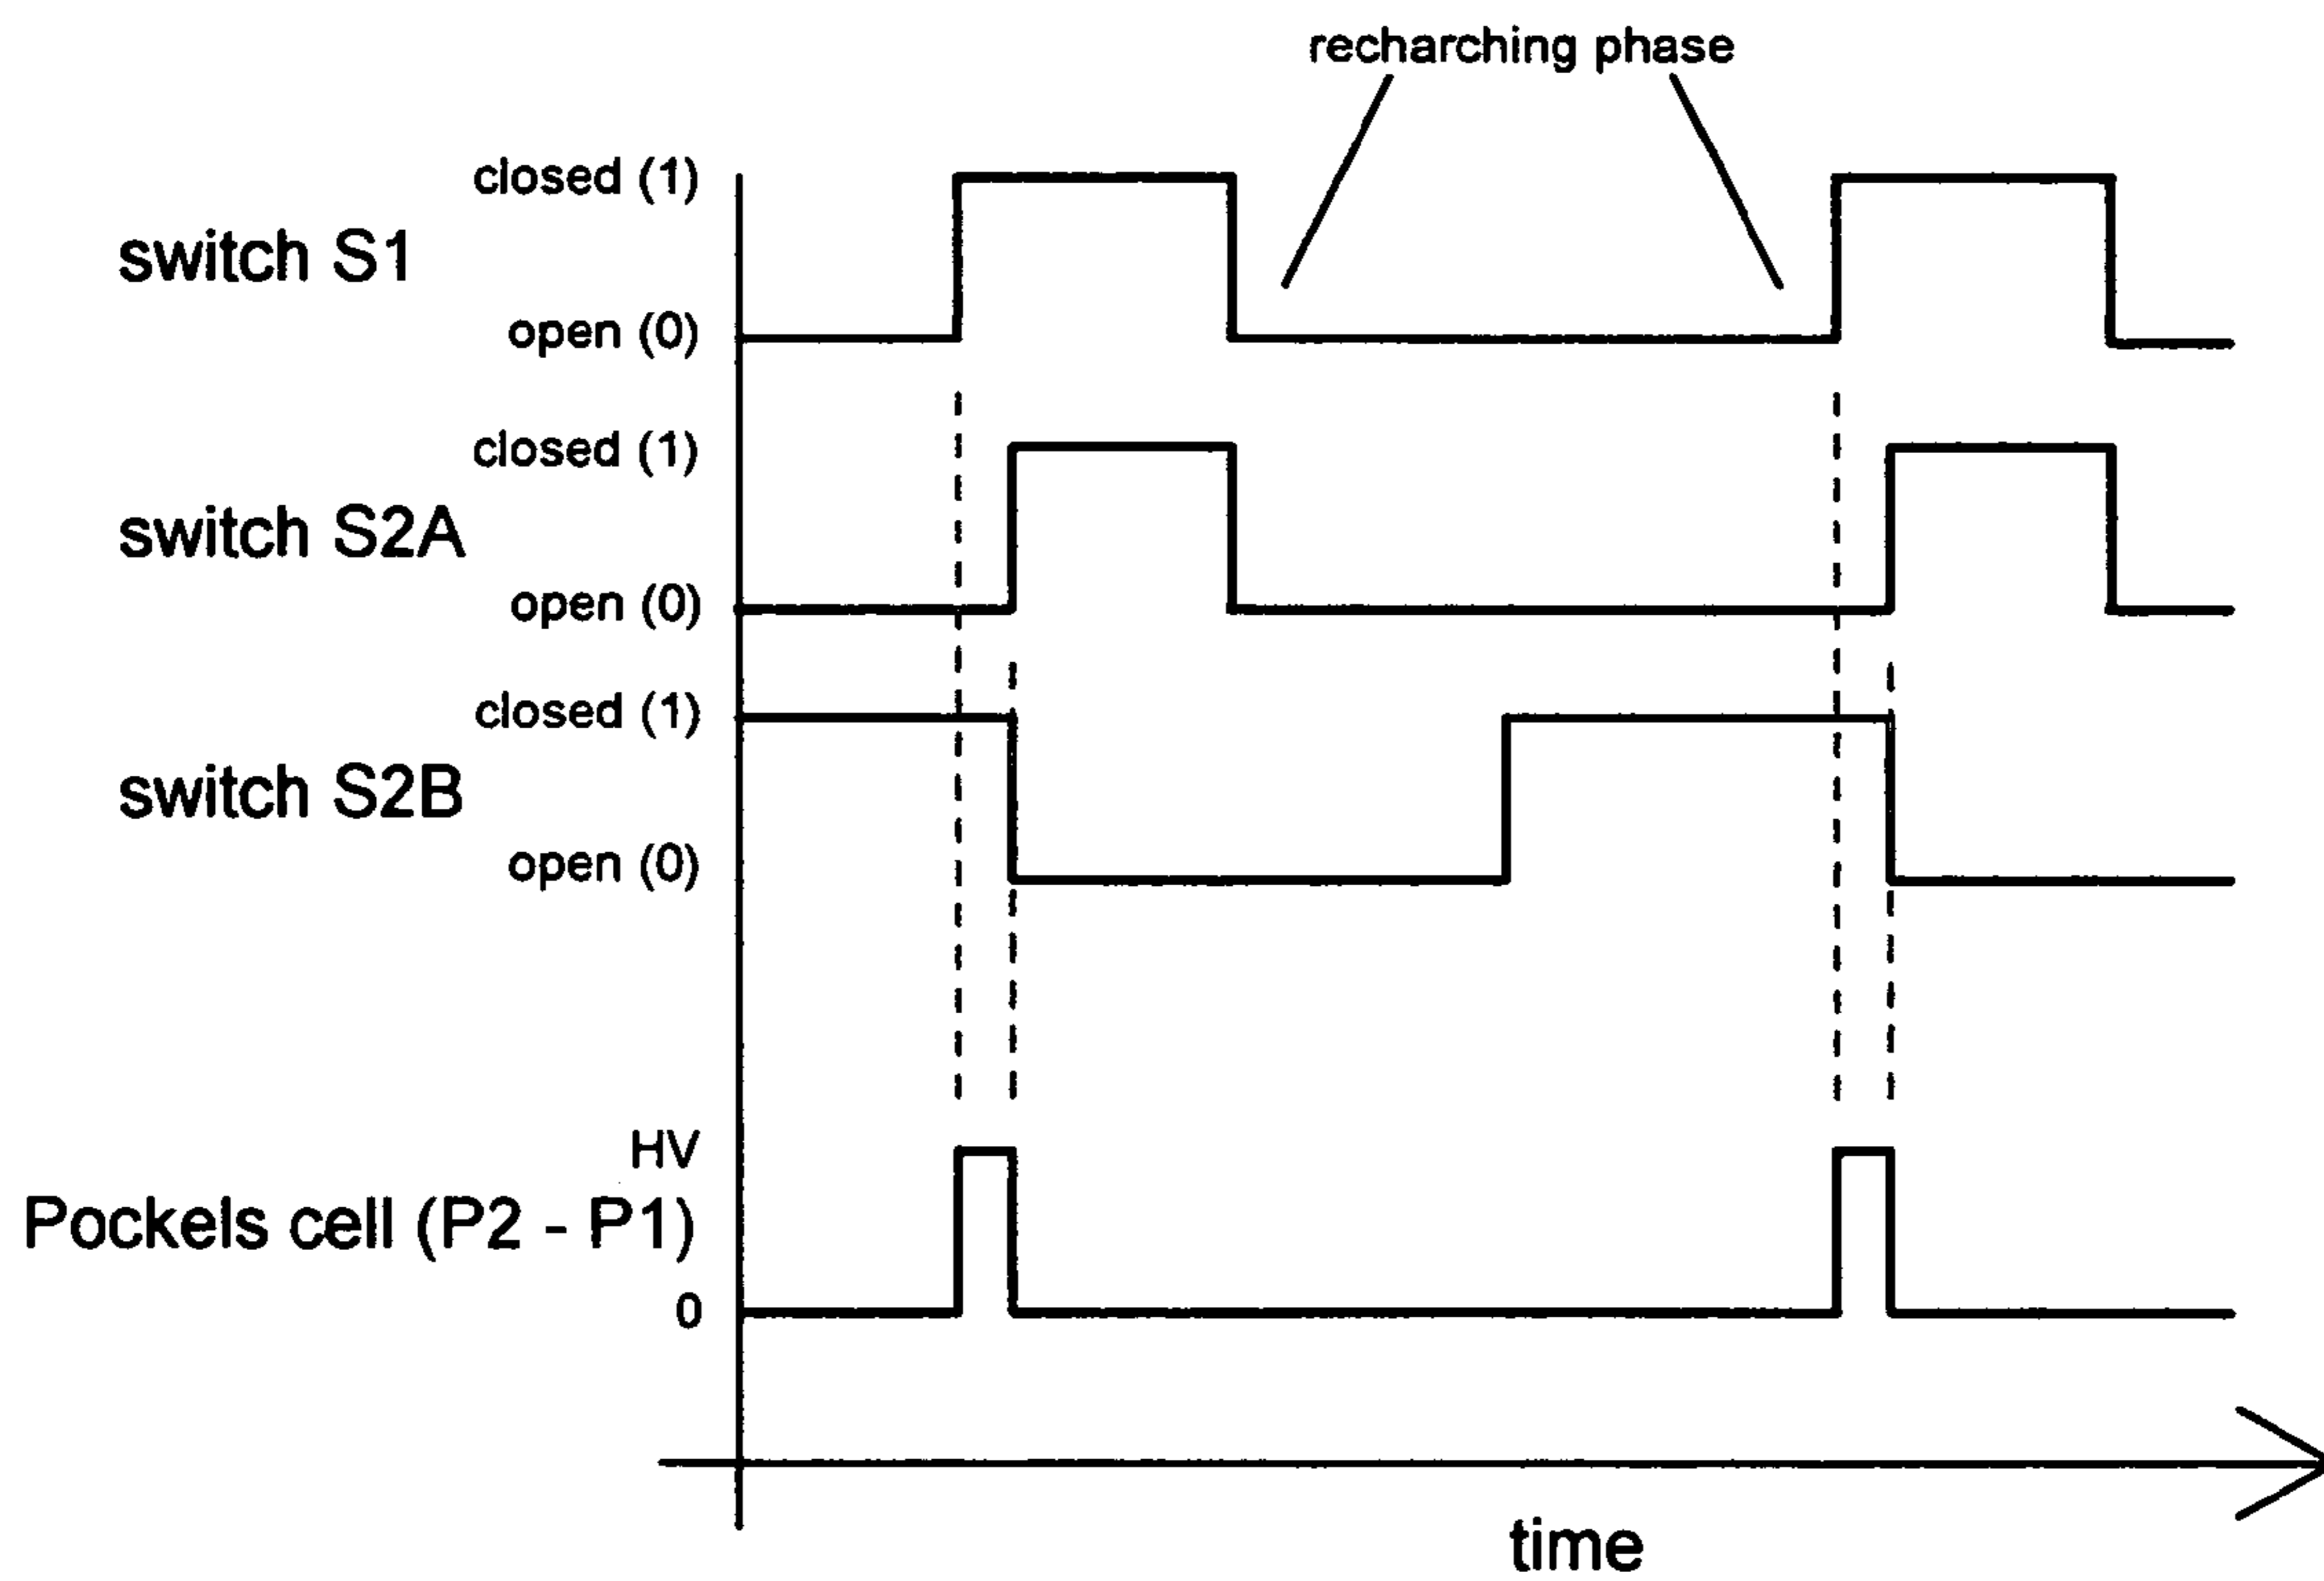 recharching phase
closed (1)
switch S1
open (0)
closed (1)
switch S2A
open (0)
closed (1)
switch S2B
open (0)
HV
Pockels cell (P2 - P1)
0
time